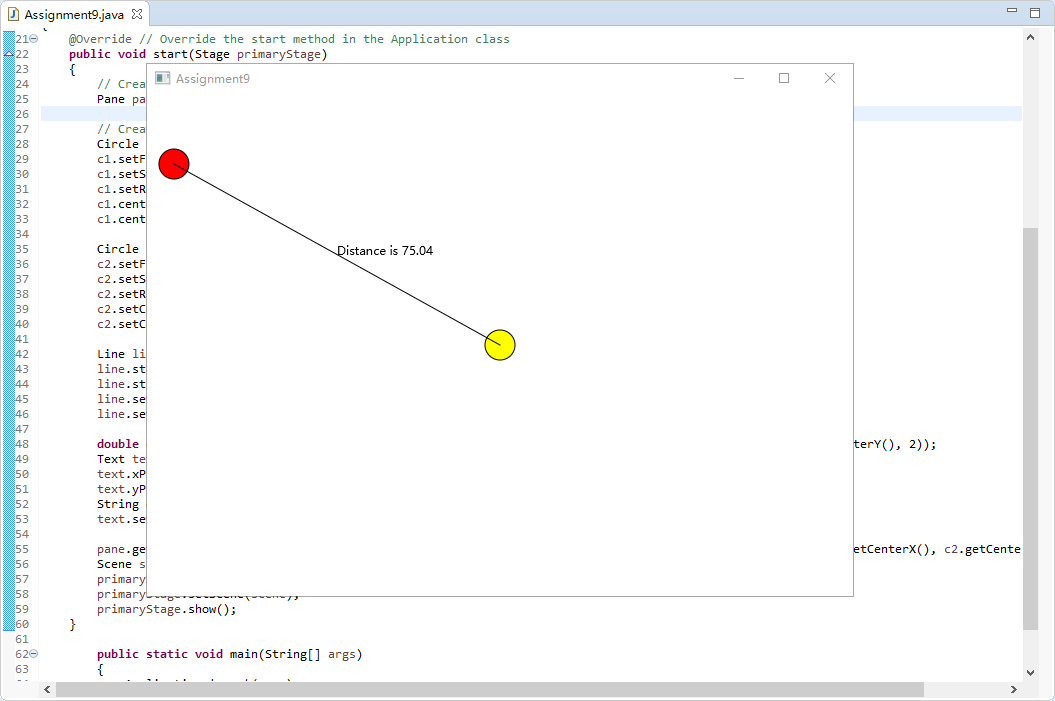 Assignment9.java
21 @Override // Override the start method in the Application class
22 public void start(Stage primaryStage)
23 {
24 // Crea
25 Pane pa
26
27 // Crea
28 Circle
29 c1.setF
30 c1.setS
31 c1.setR
32 c1.cent
33 c1.cent
34
35 Circle
36 c2.setF
37 c2.setS
38 c2.setR
39 c2.setC
40 c2.setC
41
42 Line li
43 line.st
44 line.st
45 line.se
46 line.se
47
48 double terY(), 2));
49 Text te
50 text.xP
51 text.yP
52 String
53 text.se
54
55 pane.ge etCenterX(), c2.getCente
56 Scene s
57 primary
58 primaryStage.setScene(scene);
59 primaryStage.show();
60 }
61
62 public static void main(String[] args)
63 {
Assignment9
Distance is 75.04